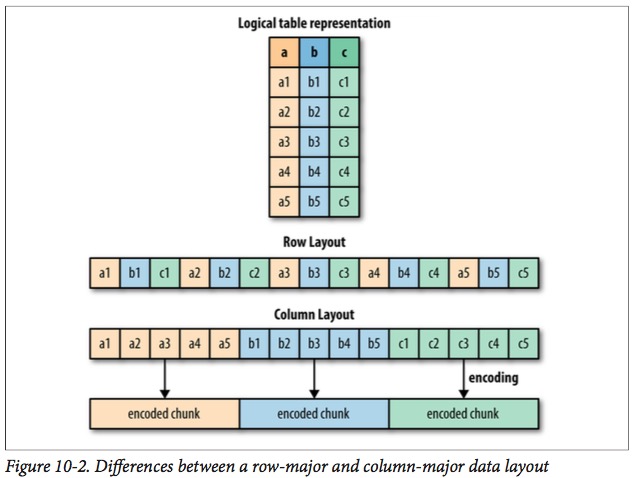 Logical table representation
a b c
a1 b1 c1
a2 b2 c2
a3 b3 c3
a4 b4 c4
a5 b5 c5
Row Layout
a1 b1 c1 a2 b2 c2 a3 b3 c3 a4 b4 c4 a5 b5 c5
Column Layout
a1 a2 a3 a4 a5 b1 b2 b3 b4 b5 c1 c2 c3 c4 c5
encoding
encoded chunk encoded chunk encoded chunk
Figure 10-2. Differences between a row-major and column-major data layout